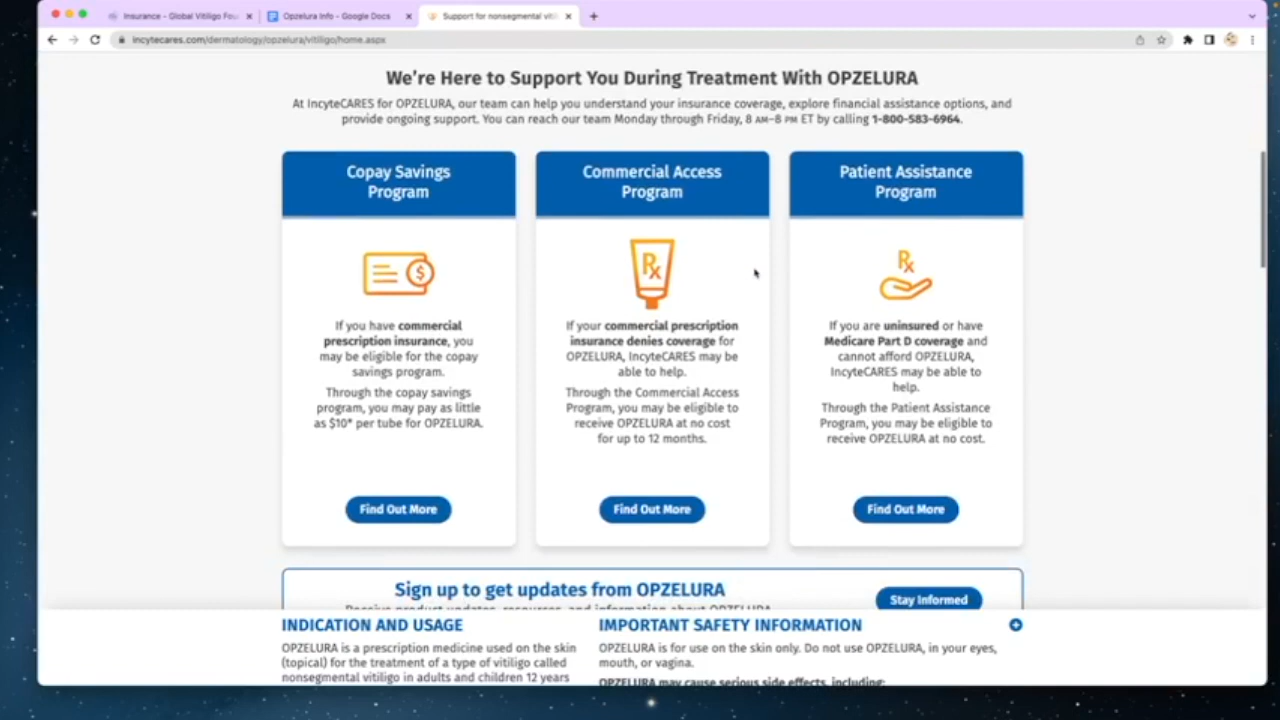 Insurance - Global Vitiligo Fou
Opzelura Info - Google Docs
Support for nonsegmental viti
incytecares.com/dermatology/opzelura/vitiligo/home.aspx
We're Here to Support You During Treatment With OPZELURA
At IncyteCARES for OPZELURA, our team can help you understand your insurance coverage, explore financial assistance options, and
provide ongoing support. You can reach our team Monday through Friday, 8 AM–8 PM ET by calling 1-800-583-6964.
Copay Savings
Program
$
If you have commercial
prescription insurance, you
may be eligible for the copay
savings program.
Through the copay savings
program, you may pay as little
as $10* per tube for OPZELURA.
Find Out More
Commercial Access
Program
Rx
If your commercial prescription
insurance denies coverage for
OPZELURA, IncyteCARES may be
able to help.
Through the Commercial Access
Program, you may be eligible to
receive OPZELURA at no cost
for up to 12 months.
Find Out More
Patient Assistance
Program
Rx
If you are uninsured or have
Medicare Part D coverage and
cannot afford OPZELURA,
IncyteCARES may be able to
help.
Through the Patient Assistance
Program, you may be eligible to
receive OPZELURA at no cost.
Find Out More
Sign up to get updates from OPZELURA
Receive product updates, resources, and information about OPZELURA
Stay Informed
INDICATION AND USAGE
OPZELURA is a prescription medicine used on the skin
(topical) for the treatment of a type of vitiligo called
nonsegmental vitiligo in adults and children 12 years
IMPORTANT SAFETY INFORMATION
OPZELURA is for use on the skin only. Do not use OPZELURA, in your eyes,
mouth, or vagina.
OPZELURA may cause serious side effects, including: